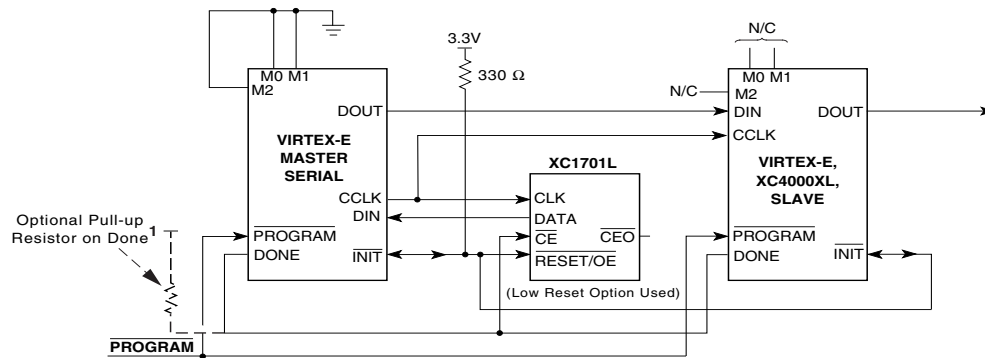 N/C
3.3V
M0 M1
M2
330 Ω
M0 M1
N/C
M2
DOUT
DIN
DOUT
VIRTEX-E
MASTER
SERIAL
CCLK
XC1701L
VIRTEX-E,
XC4000XL,
SLAVE
CCLK
CLK
DIN
DATA
Optional Pull-up
Resistor on Done1
PROGRAM
CE
CEO
PROGRAM
DONE
INIT
RESET/OE
DONE
INIT
(Low Reset Option Used)
PROGRAM